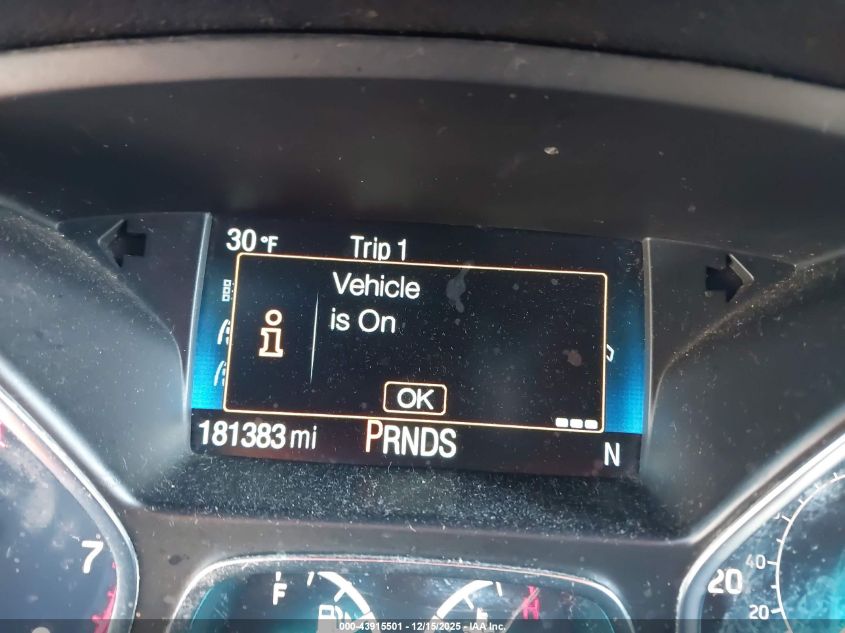 30°F Trip 1
Vehicle
is On
OK
181383 mi PRNDS N
7
F H
20
40
20
000-43915501 - 12/15/2025 - IAA Inc.